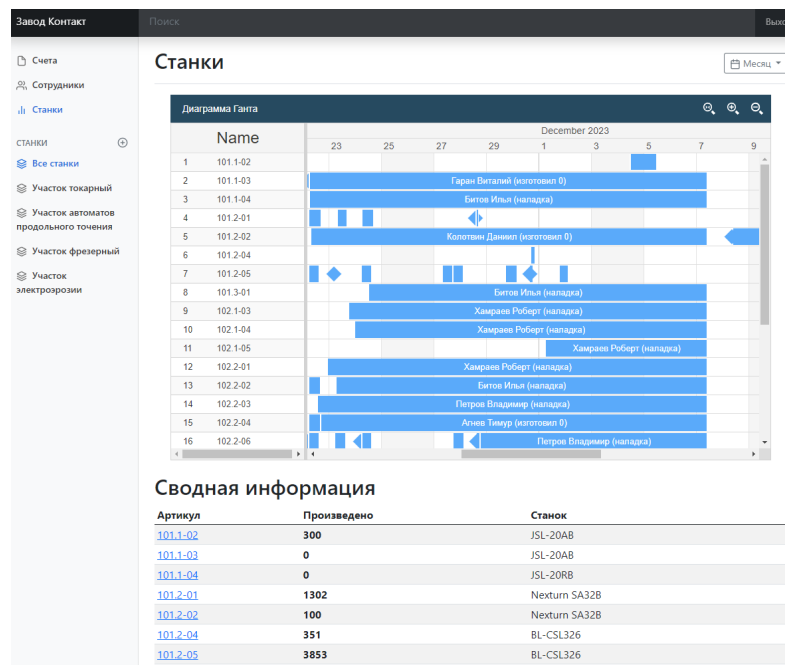 Завод Контакт Поиск Выхо
Счета
Сотрудники
Станки
СТАНКИ
Все станки
Участок токарный
Участок автоматов
продольного точения
Участок фрезерный
Участок
электроэрозии
Станки
Месяц
Диаграмма Ганта
Name
December 2023
23 25 27 29 1 3 5 7 9
1 101.1-02
2 101.1-03 Гаран Виталий (изготовил 0)
3 101.1-04 Битов Илья (наладка)
4 101.2-01
5 101.2-02 Колотвин Даниил (изготовил 0)
6 101.2-04
7 101.2-05
8 101.3-01 Битов Илья (наладка)
9 102.1-03 Хамраев Роберт (наладка)
10 102.1-04 Хамраев Роберт (наладка)
11 102.1-05 Хамраев Роберт (наладка)
12 102.2-01 Хамраев Роберт (наладка)
13 102.2-02 Битов Илья (наладка)
14 102.2-03 Петров Владимир (наладка)
15 102.2-04 Агнев Тимур (изготовил 0)
16 102.2-06 Петров Владимир (наладка)
Сводная информация
Артикул Произведено Станок
101.1-02 300 JSL-20AB
101.1-03 0 JSL-20AB
101.1-04 0 JSL-20RB
101.2-01 1302 Nexturn SA32B
101.2-02 100 Nexturn SA32B
101.2-04 351 BL-CSL326
101.2-05 3853 BL-CSL326